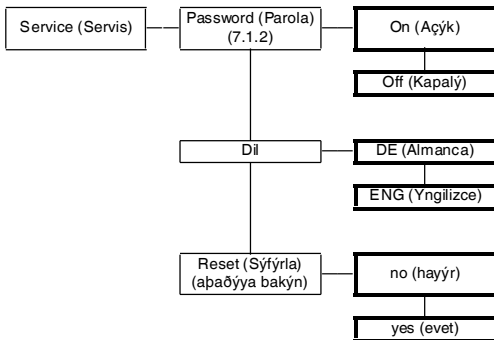 Service (Servis)
Password (Parola)
(7.1.2)
On (Açýk)
Off (Kapalý)
Dil
DE (Almanca)
ENG (Yngilizce)
Reset (Sýfýrla)
(aþaðýya bakýn)
no (hayýr)
yes (evet)